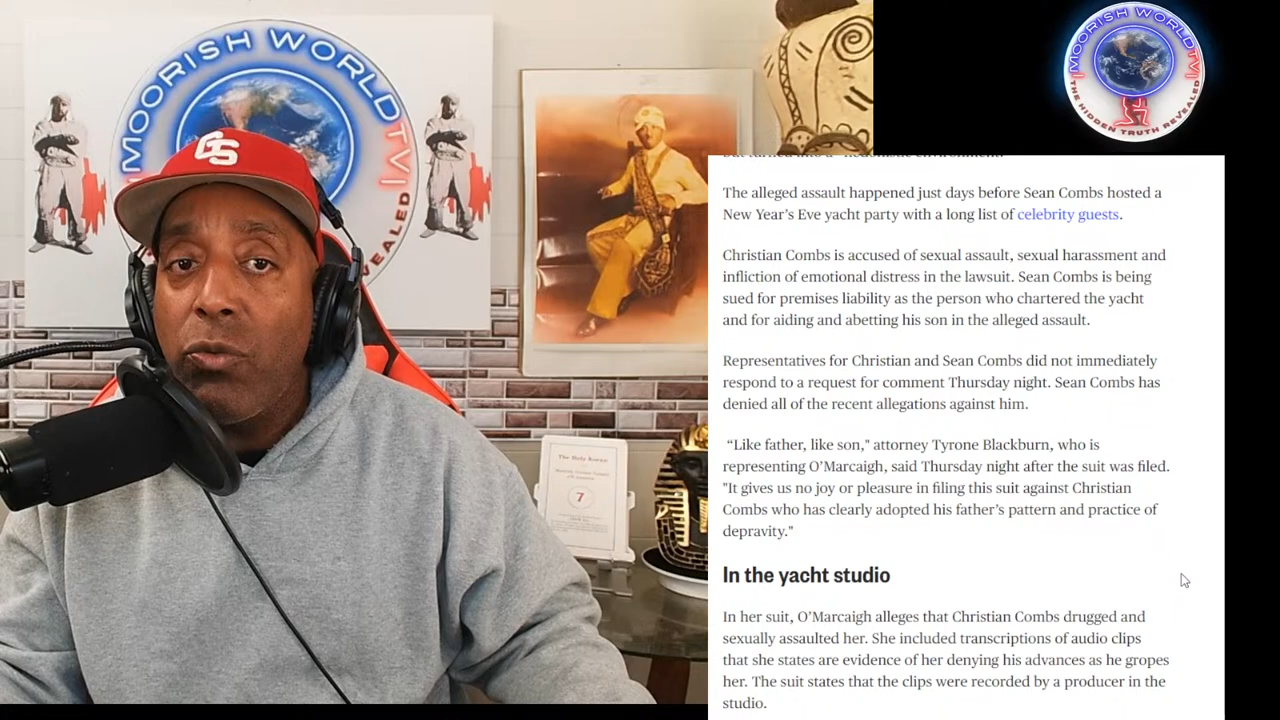 MOORISH WORLD TV
REVEALED
GS
The Holy Koran
7
MOORISH WORLD TV
THE HIDDEN TRUTH REVEALED
The alleged assault happened just days before Sean Combs hosted a
New Year’s Eve yacht party with a long list of celebrity guests.
Christian Combs is accused of sexual assault, sexual harassment and
infliction of emotional distress in the lawsuit. Sean Combs is being
sued for premises liability as the person who chartered the yacht
and for aiding and abetting his son in the alleged assault.
Representatives for Christian and Sean Combs did not immediately
respond to a request for comment Thursday night. Sean Combs has
denied all of the recent allegations against him.
“Like father, like son," attorney Tyrone Blackburn, who is
representing O’Marcaigh, said Thursday night after the suit was filed.
"It gives us no joy or pleasure in filing this suit against Christian
Combs who has clearly adopted his father’s pattern and practice of
depravity."
In the yacht studio
In her suit, O’Marcaigh alleges that Christian Combs drugged and
sexually assaulted her. She included transcriptions of audio clips
that she states are evidence of her denying his advances as he gropes
her. The suit states that the clips were recorded by a producer in the
studio.